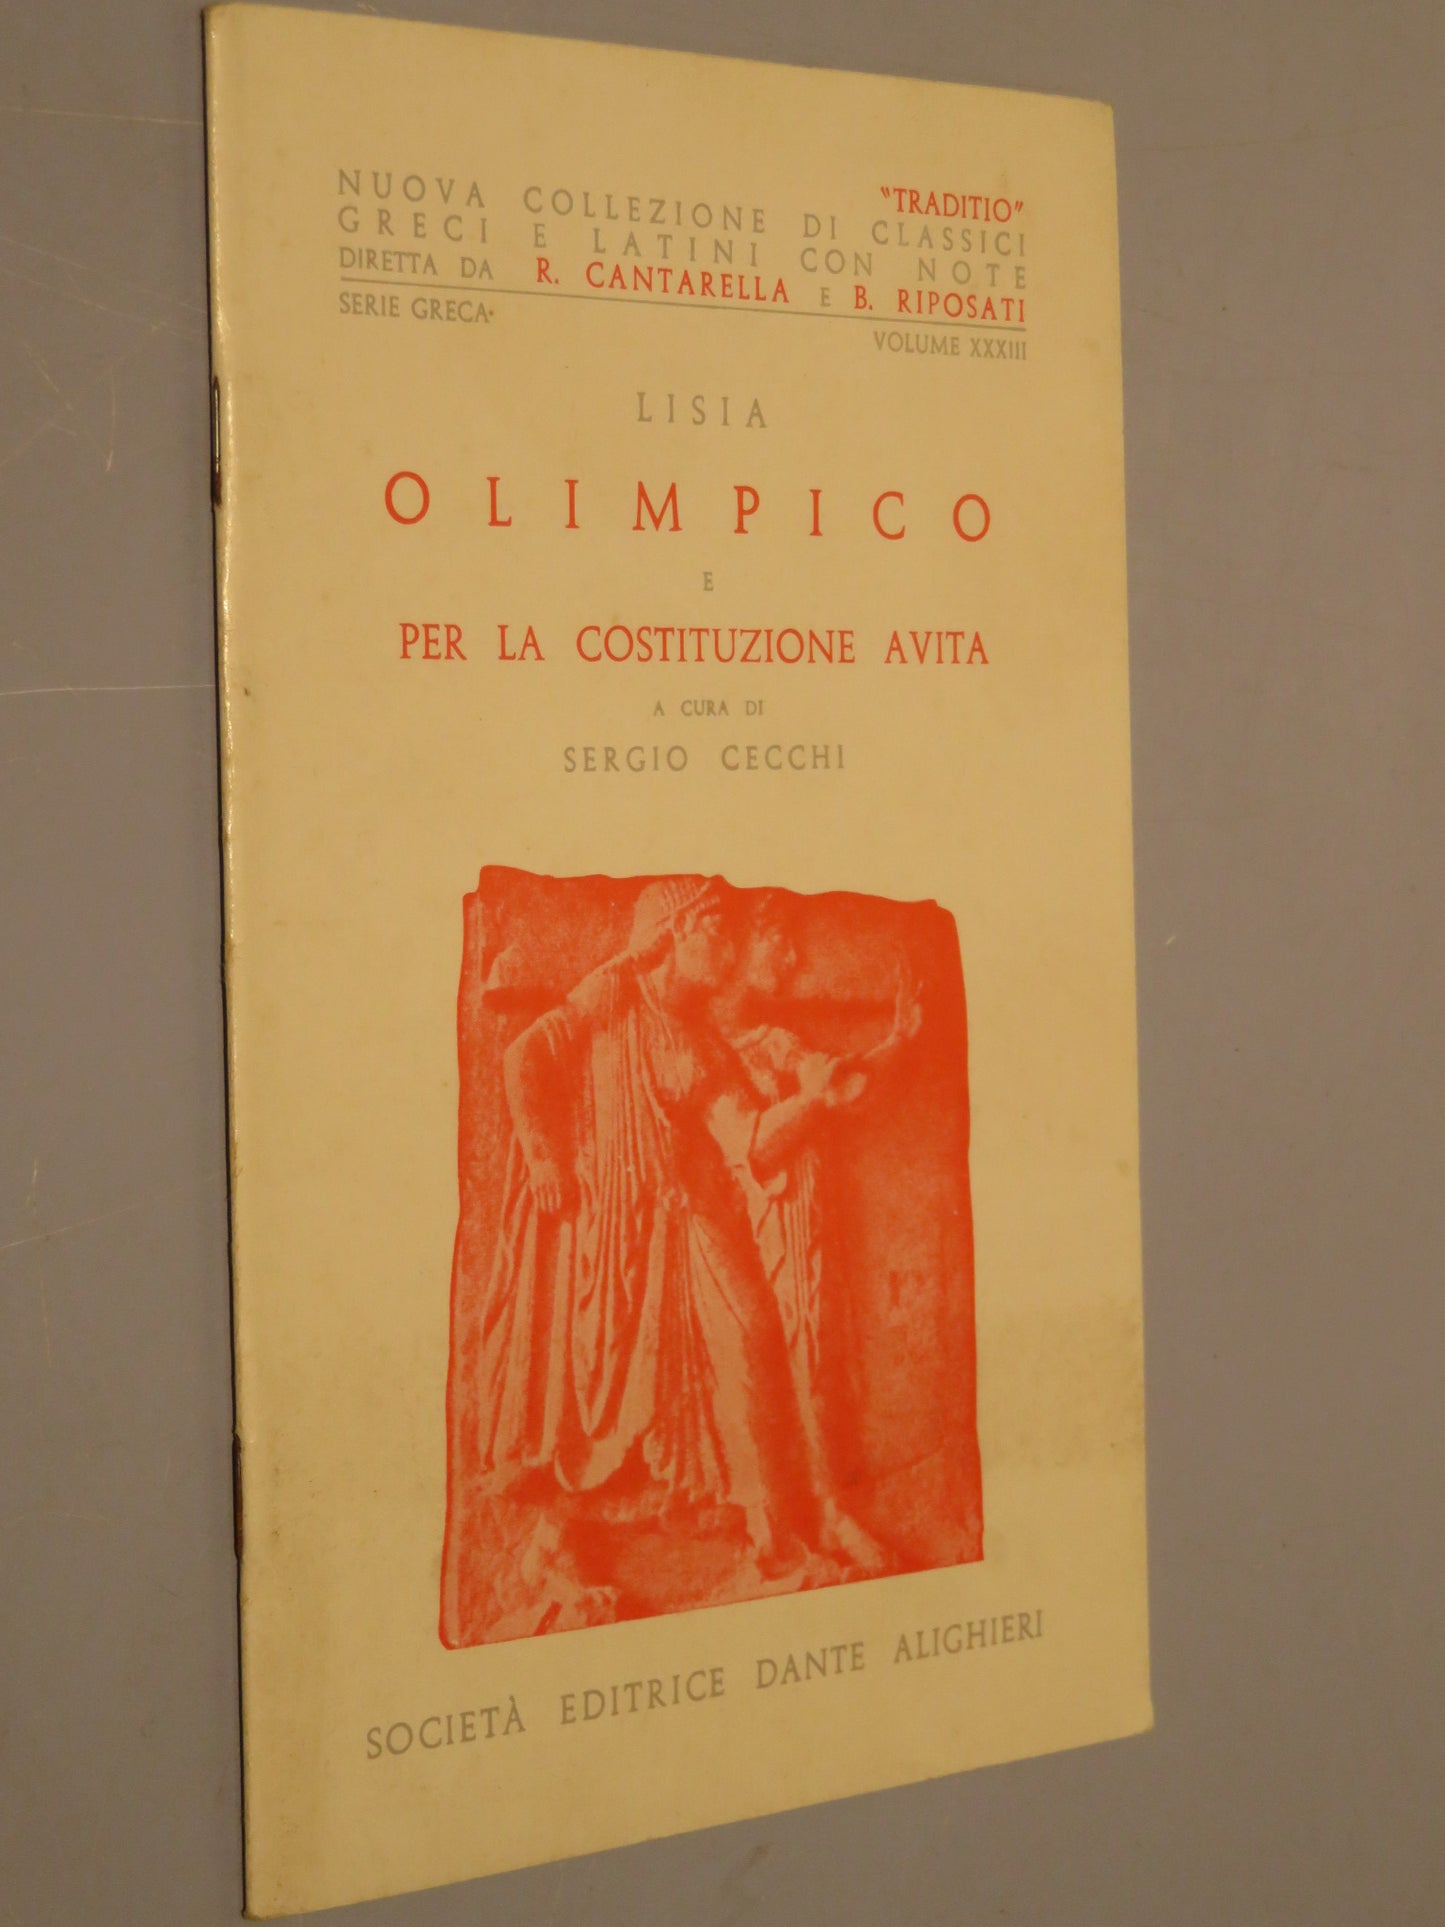 "TRADITIO"
NUOVA COLLEZIONE DI CLASSICI
GRECI E LATINI CON NOTE
DIRETTA DA R. CANTARELLA E B. RIPOSATI
SERIE GRECA·
VOLUME XXXIII
LISIA
OLIMPICO
E
PER LA COSTITUZIONE AVITA
A CURA DI
SERGIO CECCHI
SOCIETÀ EDITRICE DANTE ALIGHIERI